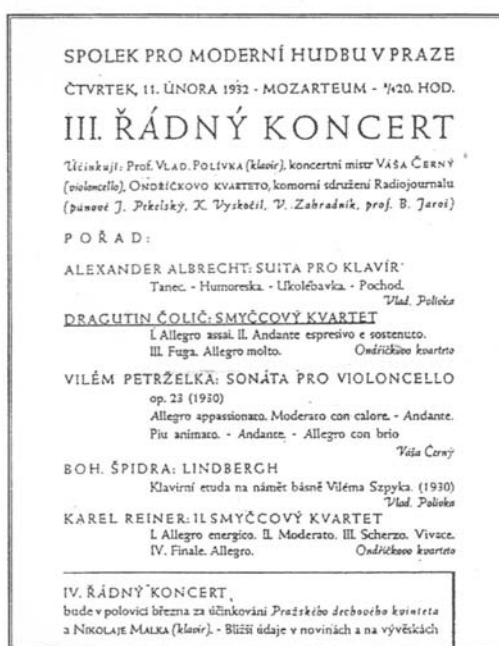 SPOLEK PRO MODERNÍ HUDBU V PRAZE
ČTVRTEK, 11. ÚNORA 1932 - MOZARTEUM - ¾20. HOD.
III. ŘÁDNÝ KONCERT
Účinkují: Prof. VLAD. POLÍVKA (klavír), koncertní mistr VÁŠA ČERNÝ
(violoncello), ONDŘÍČKOVO KVARTETO, komorní sdružení Radiojournalu
(pánové J. Pekelský, K. Vyskočil, V. Zahradník, prof. B. Jaroš)
POŘAD:
ALEXANDER ALBRECHT: SUITA PRO KLAVÍR
Tanec. - Humoreska. - Ukolébavka. - Pochod.
Vlad. Polívka
DRAGUTIN ČOLIČ: SMYČCOVÝ KVARTET
I. Allegro assai. II. Andante espresivo e sostenuto.
III. Fuga. Allegro molto. Ondříčkovo kvarteto
VILÉM PETRŽELKA: SONÁTA PRO VIOLONCELLO
op. 23 (1930)
Allegro appassionato. Moderato con calore. - Andante.
Piu animato. - Andante. - Allegro con brio
Váša Černý
BOH. ŠPIDRA: LINDBERGH
Klavírní etuda na námět básně Viléma Szpyka. (1930)
Vlad. Polívka
KAREL REINER: II. SMYČCOVÝ KVARTET
I. Allegro energico. II. Moderato. III. Scherzo. Vivace.
IV. Finale. Allegro. Ondříčkovo kvarteto
IV. ŘÁDNÝ KONCERT
bude v polovici března za účinkování Pražského dechového kvinteta
a NIKOLAJE MALKA (klavír). - Bližší údaje v novinách a na vývěskách